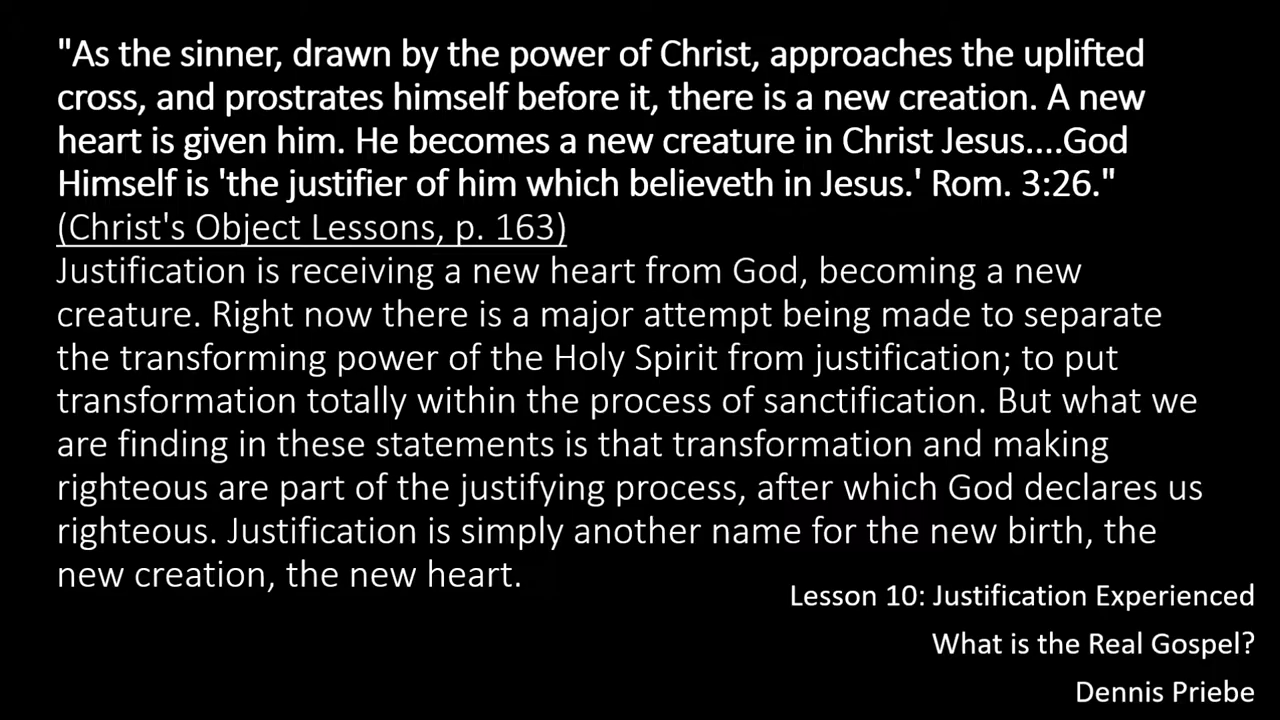 "As the sinner, drawn by the power of Christ, approaches the uplifted
cross, and prostrates himself before it, there is a new creation. A new
heart is given him. He becomes a new creature in Christ Jesus....God
Himself is 'the justifier of him which believeth in Jesus.' Rom. 3:26."
(Christ's Object Lessons, p. 163)
Justification is receiving a new heart from God, becoming a new
creature. Right now there is a major attempt being made to separate
the transforming power of the Holy Spirit from justification; to put
transformation totally within the process of sanctification. But what we
are finding in these statements is that transformation and making
righteous are part of the justifying process, after which God declares us
righteous. Justification is simply another name for the new birth, the
new creation, the new heart.
Lesson 10: Justification Experienced
What is the Real Gospel?
Dennis Priebe